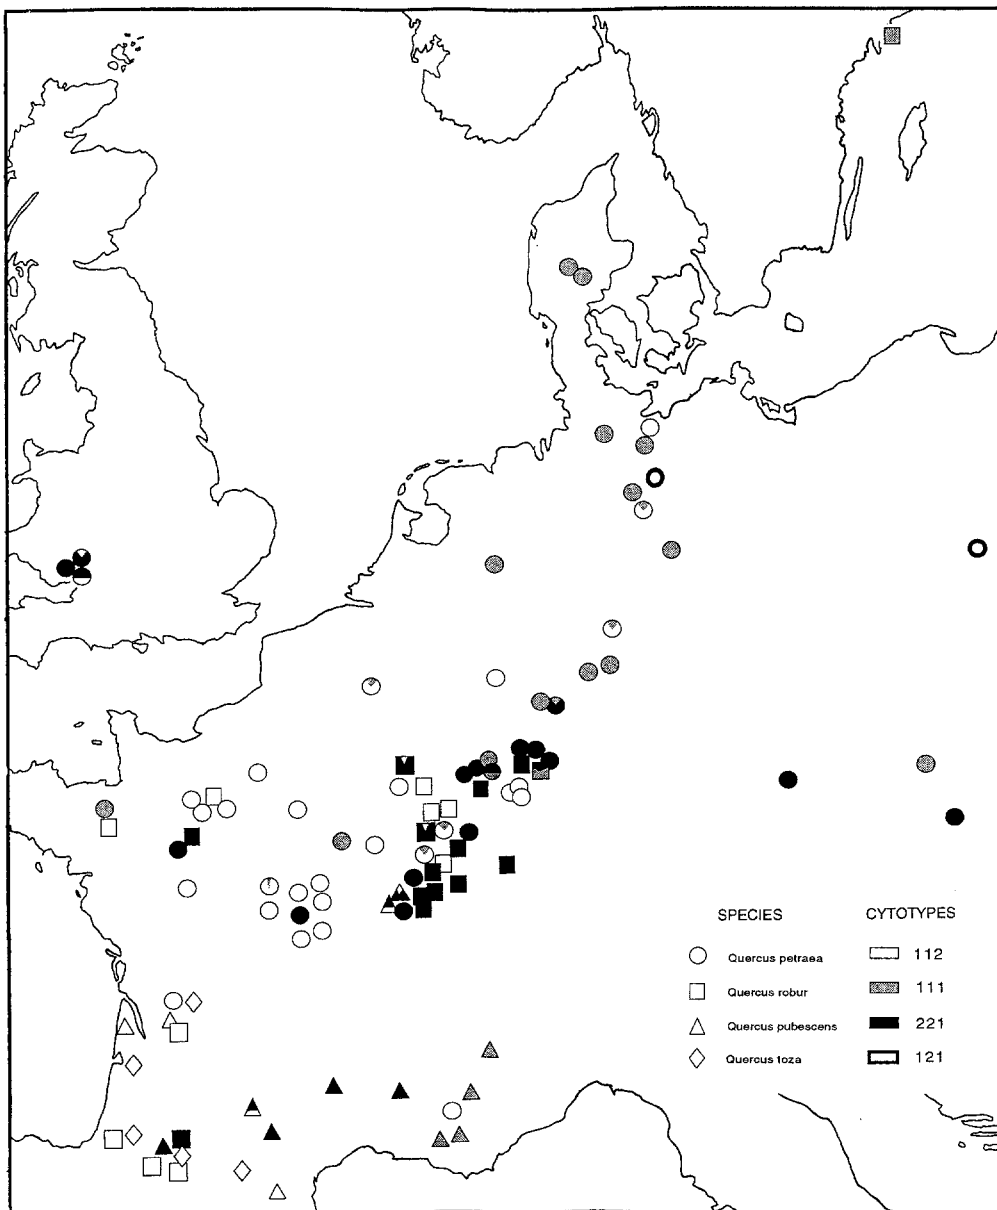 SPECIES
Quercus petraea
Quercus robur
Quercus pubescens
Quercus toza
CYTOTYPES
112
111
221
121